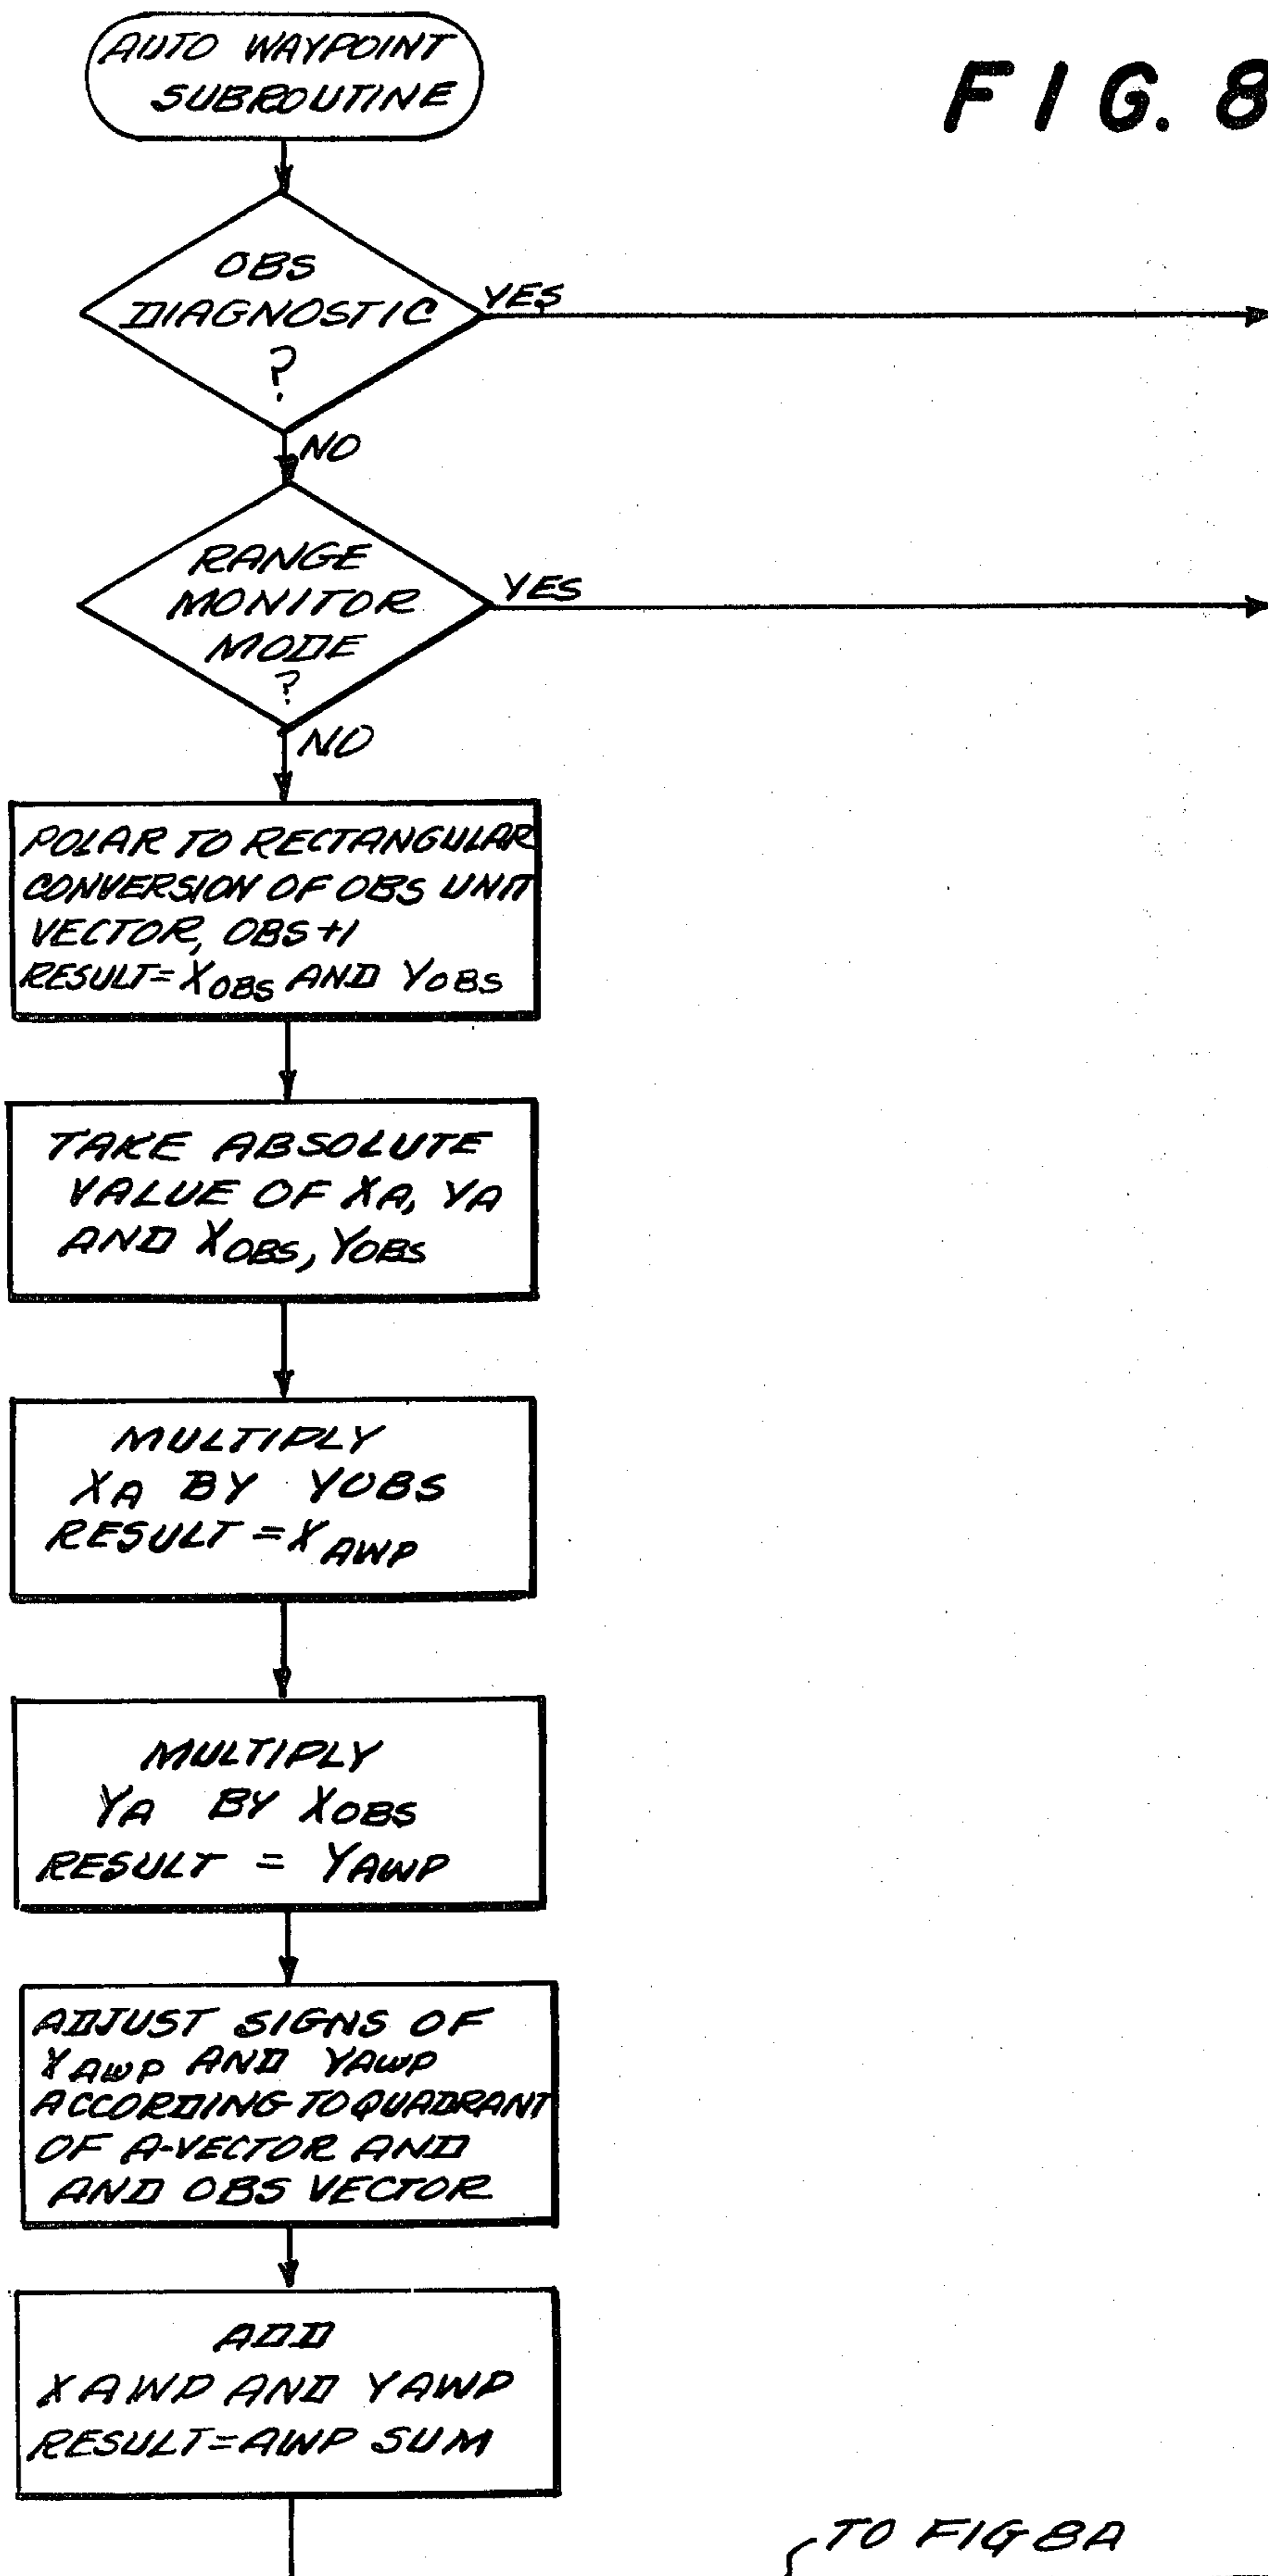 AUTO WAYPOINT
SUBROUTINE
FIG. 8
OBS
DIAGNOSTIC
?
YES
NO
RANGE
MONITOR
MODE
?
YES
NO
POLAR TO RECTANGULAR
CONVERSION OF OBS UNIT
VECTOR, OBS+1
RESULT=XOBS AND YOBS
TAKE ABSOLUTE
VALUE OF XA, YA
AND XOBS, YOBS
MULTIPLY
XA BY YOBS
RESULT=XAWP
MULTIPLY
YA BY XOBS
RESULT = YAWP
ADJUST SIGNS OF
XAWP AND YAWP
ACCORDING TO QUADRANT
OF A-VECTOR AND
AND OBS VECTOR
ADD
XAWP AND YAWP
RESULT=AWP SUM
TO FIG 8A